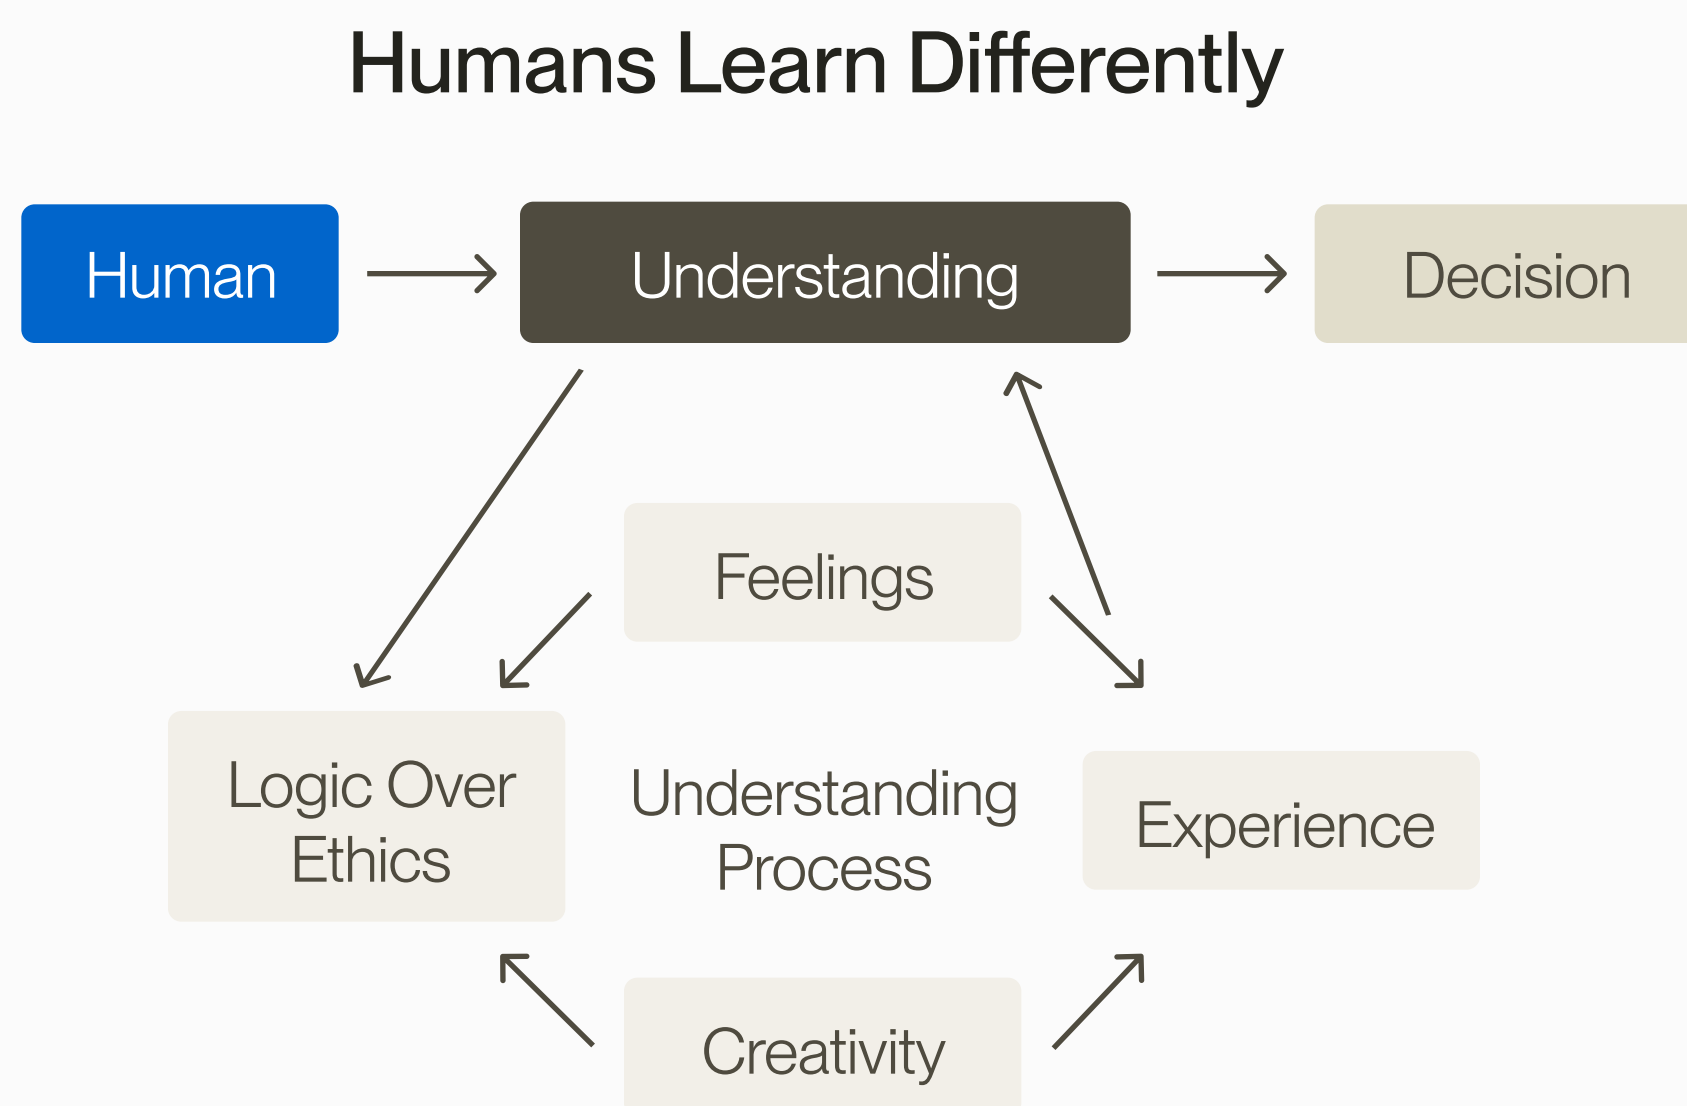 Humans Learn Differently
Human
Understanding
Decision
Feelings
Logic Over
Ethics
Understanding
Process
Experience
Creativity